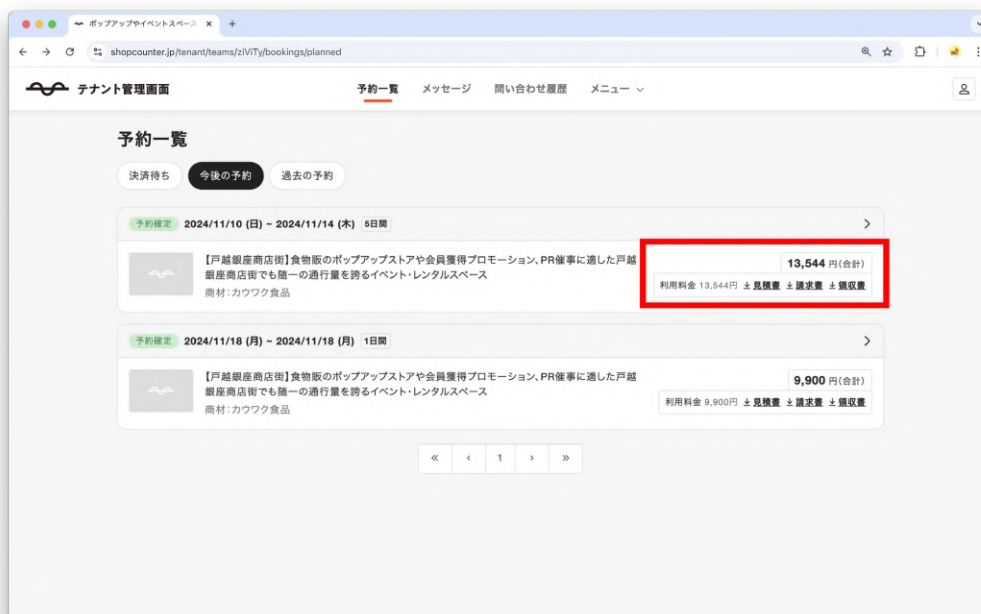 ポップアップやイベントスペース
shopcounter.jp/tenant/teams/ziViTy/bookings/planned
テナント管理画面
予約一覧 メッセージ 問い合わせ履歴 メニュー
予約一覧
決済待ち 今後の予約 過去の予約
予約確定 2024/11/10 (日) ~ 2024/11/14 (木) 5日間
【戸越銀座商店街】食物販のポップアップストアや会員獲得プロモーション、PR催事に適した戸越
銀座商店街でも随一の通行量を誇るイベント・レンタルスペース
商材:カウワク食品
13,544 円(合計)
利用料金 13,544円 見積書 請求書 領収書
予約確定 2024/11/18 (月) ~ 2024/11/18 (月) 1日間
【戸越銀座商店街】食物販のポップアップストアや会員獲得プロモーション、PR催事に適した戸越
銀座商店街でも随一の通行量を誇るイベント・レンタルスペース
商材:カウワク食品
9,900 円(合計)
利用料金 9,900円 見積書 請求書 領収書
« ‹ 1 › »